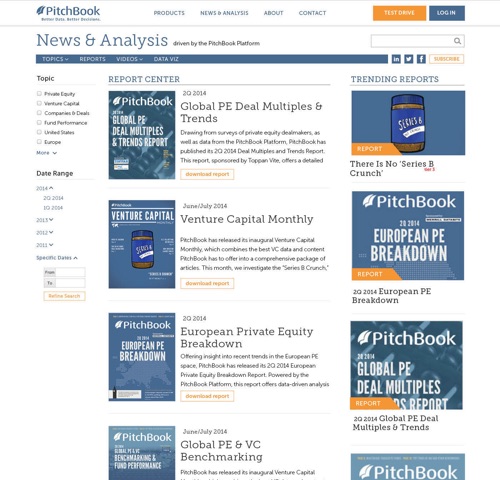 PitchBook
Better Data. Better Decisions.
PRODUCTS NEWS & ANALYSIS ABOUT CONTACT
TEST DRIVE LOG IN
News & Analysis driven by the PitchBook Platform
TOPICS REPORTS VIDEOS DATA VIZ
SUBSCRIBE
Topic
Private Equity
Venture Capital
Companies & Deals
Fund Performance
United States
Europe
More
Date Range
2014
2Q 2014
1Q 2014
2013
2012
2011
Specific Dates
From
To
Refine Search
REPORT CENTER
PitchBook
2Q 2014
GLOBAL PE
DEAL MULTIPLES
& TRENDS REPORT
2Q 2014
Global PE Deal Multiples &
Trends
Drawing from surveys of private equity dealmakers, as
well as data from the PitchBook Platform, PitchBook has
published its 2Q 2014 Deal Multiples and Trends Report.
This report, sponsored by Toppan Vite, offers a detailed
download report
PitchBook
VENTURE CAPITAL
SERIES B
June/July 2014
Venture Capital Monthly
PitchBook has released its inaugural Venture Capital
Monthly, which combines the best VC data and content
PitchBook has to offer into a comprehensive package of
articles. This month, we investigate the "Series B Crunch,"
download report
PitchBook
2Q 2014
EUROPEAN PE
BREAKDOWN
2Q 2014
European Private Equity
Breakdown
Offering insight into recent trends in the European PE
space, PitchBook has released its 2Q 2014 European
Private Equity Breakdown Report. Powered by the
PitchBook Platform, this report offers data-driven analysis
download report
PitchBook
GLOBAL PE & VC
BENCHMARKING &
FUND PERFORMANCE
June/July 2014
Global PE & VC
Benchmarking
PitchBook has released its inaugural Venture Capital
TRENDING REPORTS
SERIES B
REPORT
There Is No 'Series B
Crunch'
PitchBook
2Q 2014
EUROPEAN PE
BREAKDOWN
REPORT
2Q 2014 European PE
Breakdown
PitchBook
2Q 2014
GLOBAL PE
DEAL MULTIPLES
REPORT
2Q 2014 Global PE Deal
Multiples & Trends
PitchBook